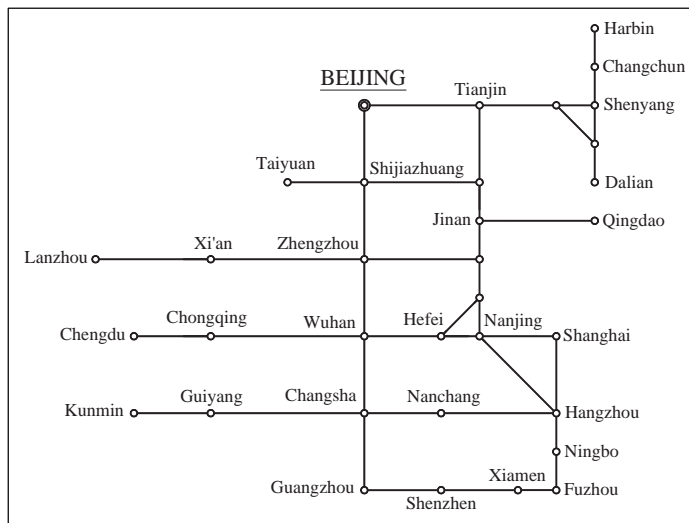 Harbin
Changchun
BEIJING
Tianjin
Shenyang
Taiyuan
Shijiazhuang
Dalian
Jinan
Qingdao
Lanzhou
Xi'an
Zhengzhou
Chengdu
Chongqing
Wuhan
Hefei
Nanjing
Shanghai
Kunmin
Guiyang
Changsha
Nanchang
Hangzhou
Ningbo
Guangzhou
Shenzhen
Xiamen
Fuzhou